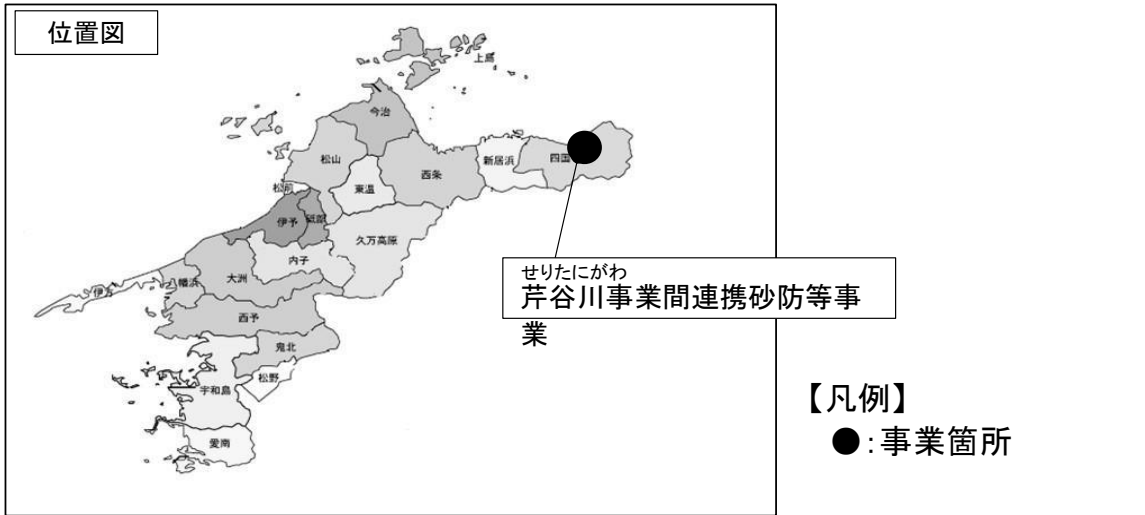 位置図
上島
今治
松山
新居浜
四国
西条
松前
東温
伊予
砥部
久万高原
内子
大洲
八幡浜
伊方
西予
鬼北
松野
宇和島
愛南
せりたにがわ
芹谷川事業間連携砂防等事
業
【凡例】
●:事業箇所